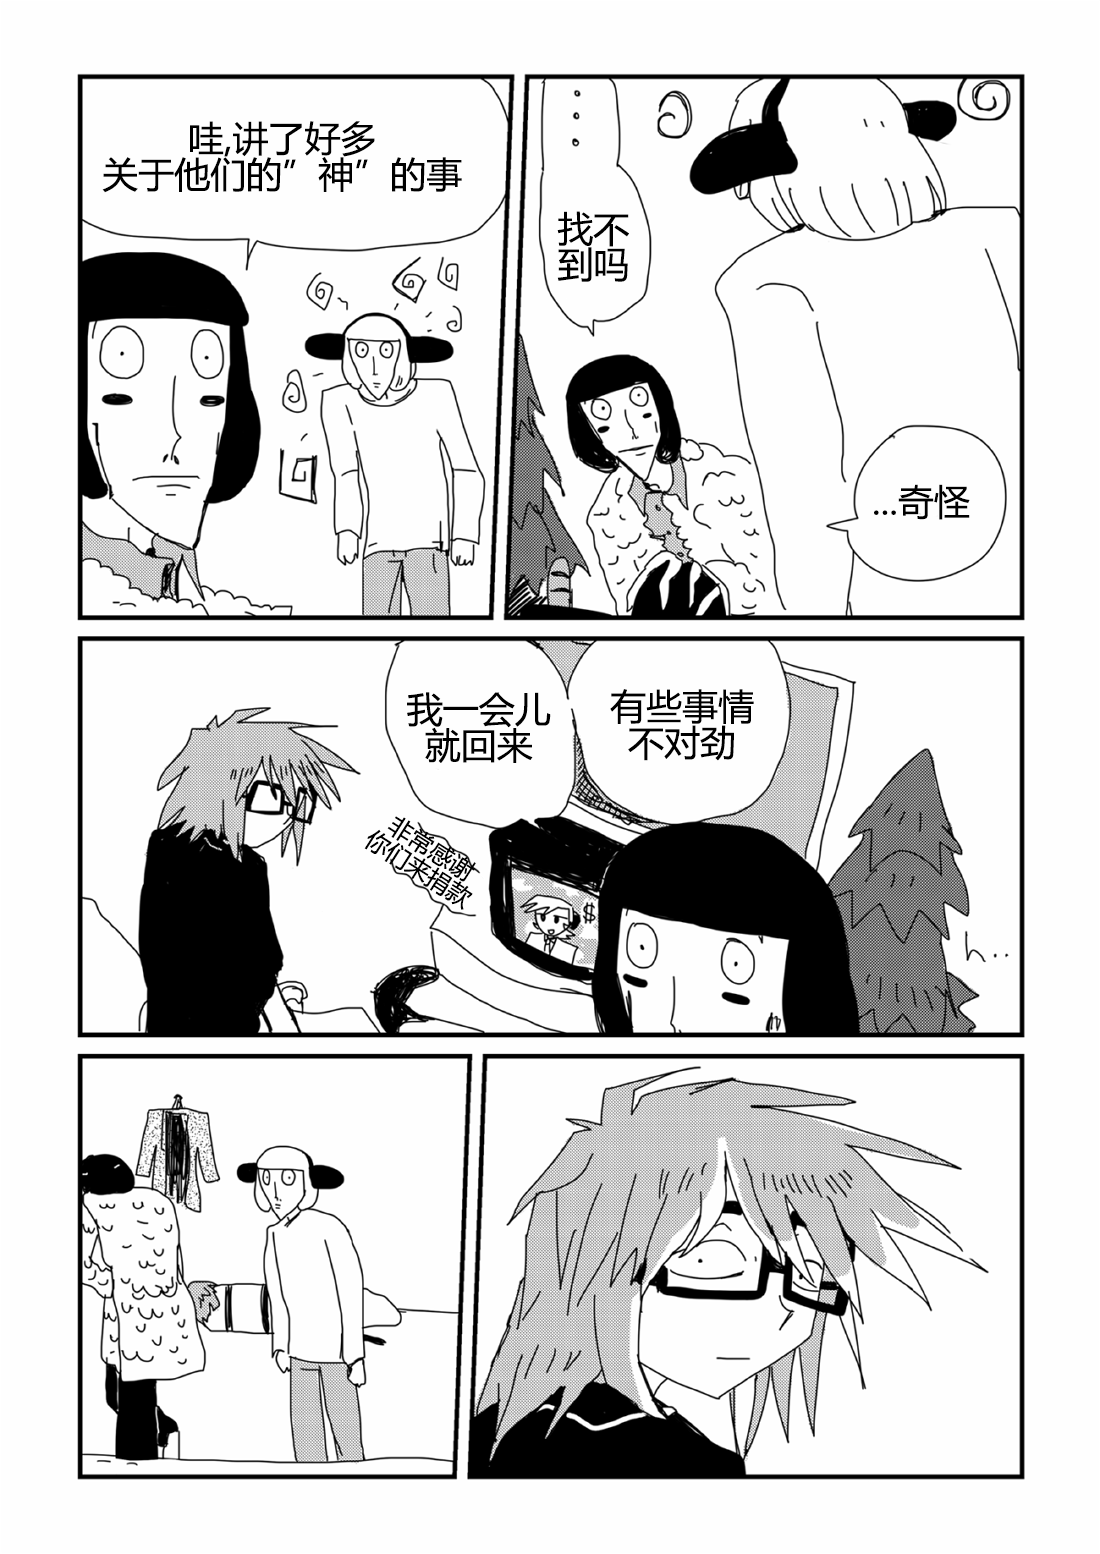 ...
找不
到吗
...奇怪
哇,讲了好多
关于他们的”神”的事
有些事情
不对劲
我一会儿
就回来
非常感谢
你们来捐款
$